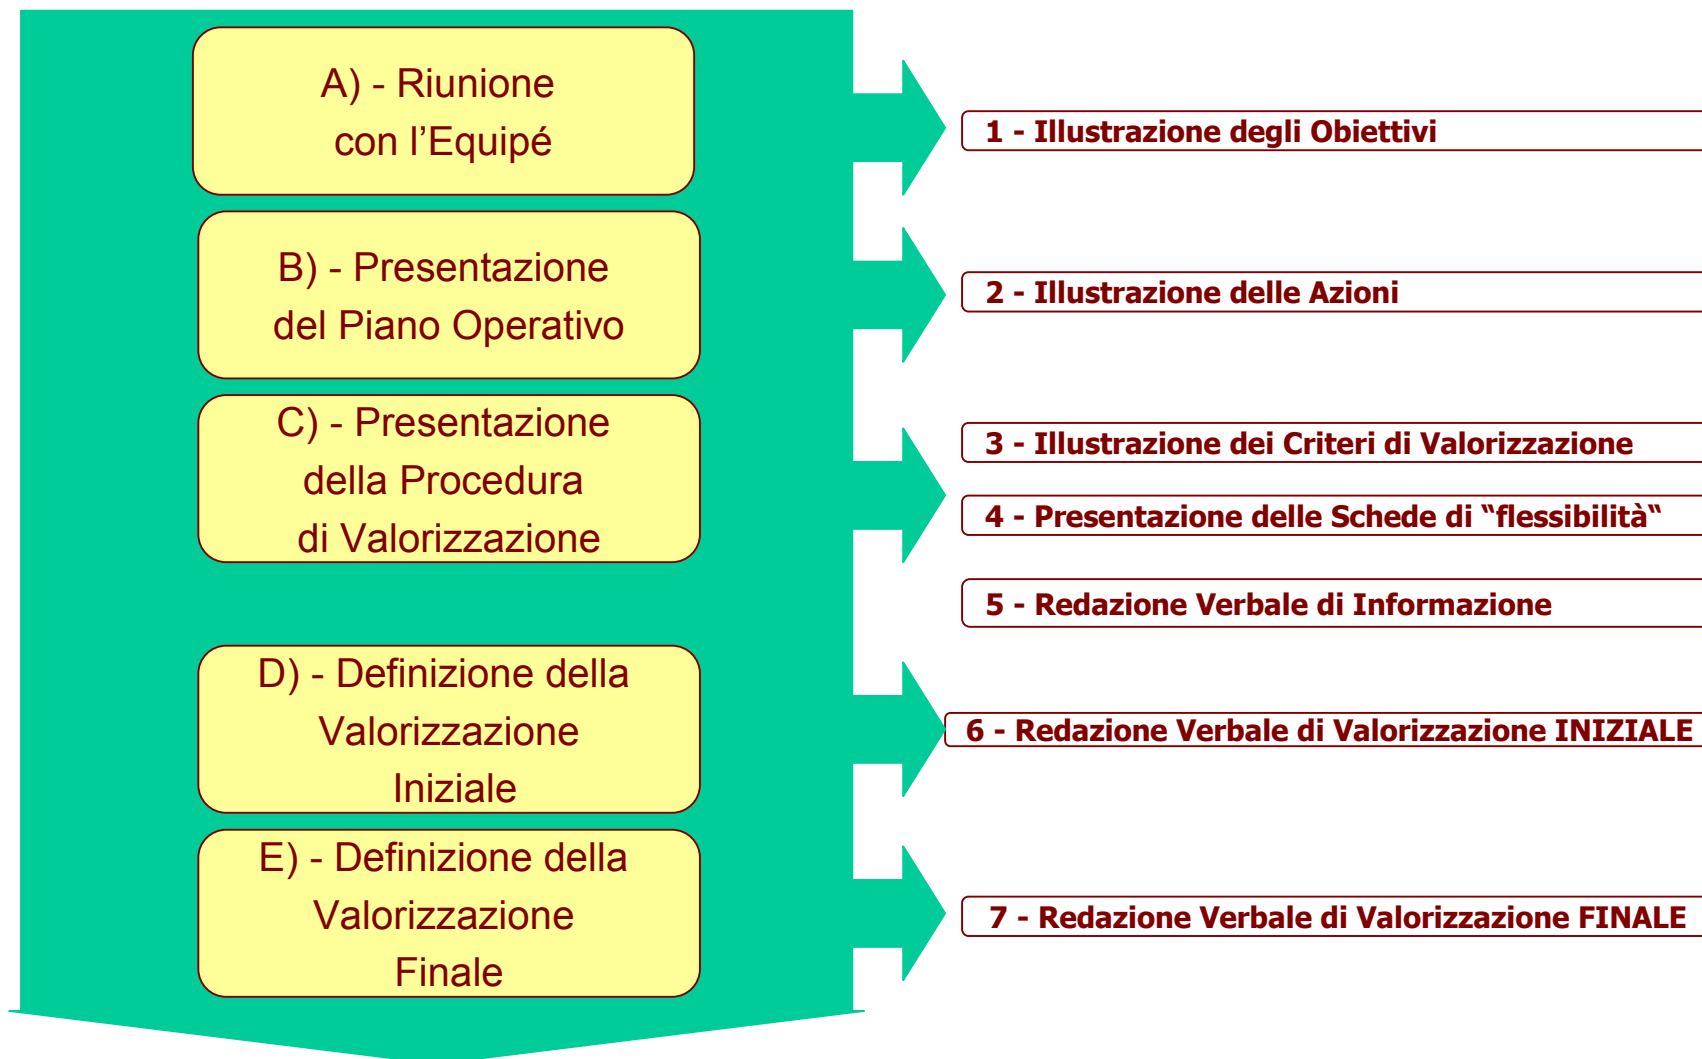 A) - Riunione
con l’Equipé
1 - Illustrazione degli Obiettivi
B) - Presentazione
del Piano Operativo
2 - Illustrazione delle Azioni
C) - Presentazione
della Procedura
di Valorizzazione
3 - Illustrazione dei Criteri di Valorizzazione
4 - Presentazione delle Schede di “flessibilità“
5 - Redazione Verbale di Informazione
D) - Definizione della
Valorizzazione
Iniziale
6 - Redazione Verbale di Valorizzazione INIZIALE
E) - Definizione della
Valorizzazione
Finale
7 - Redazione Verbale di Valorizzazione FINALE